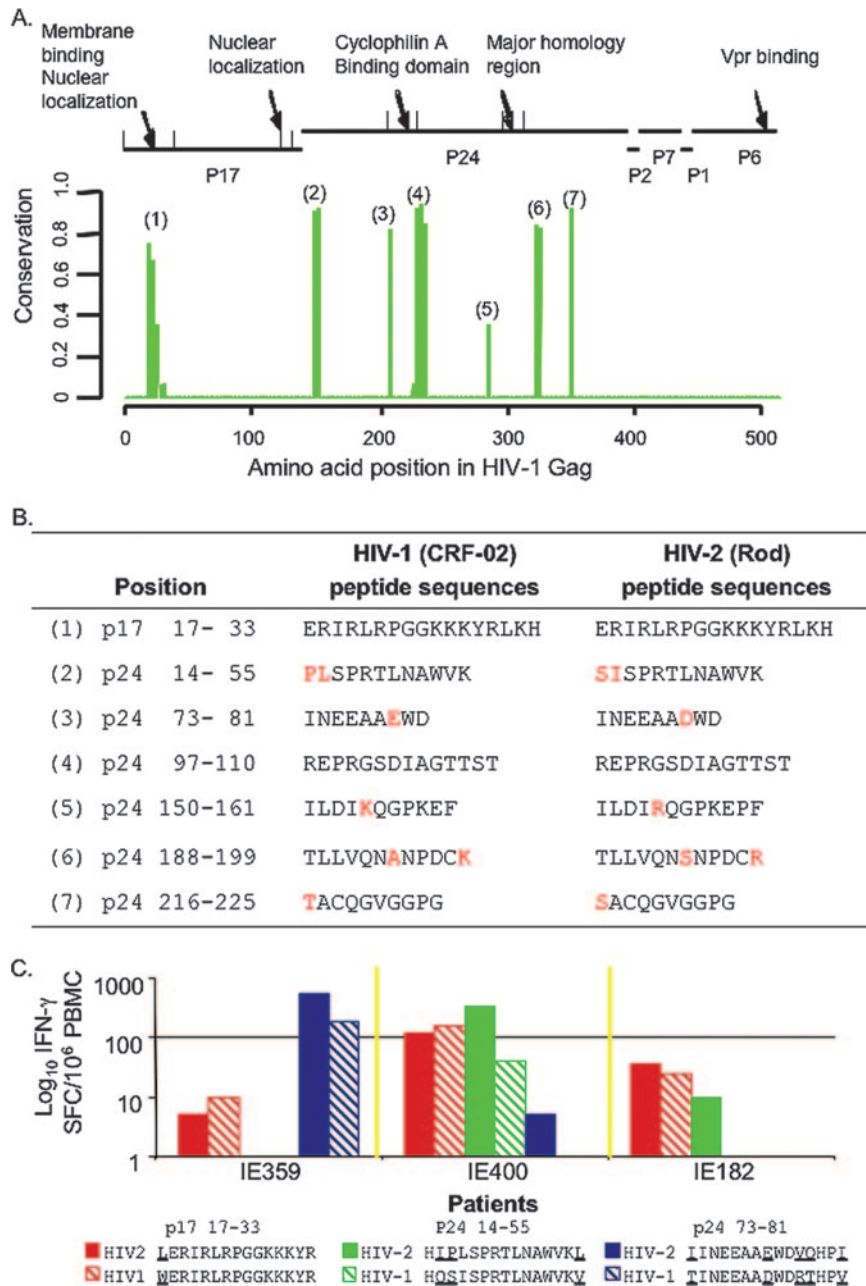 A.
Membrane
binding
Nuclear
localization
Nuclear
localization
Cyclophilin A
Binding domain
Major homology
region
Vpr binding
P17
P24
P2
P7
P1
P6
Conservation
1.0
0.8
0.6
0.4
0.2
0
(1)
(2)
(3)
(4)
(5)
(6)
(7)
0 100 200 300 400 500
Amino acid position in HIV-1 Gag
B.
Position
HIV-1 (CRF-02)
peptide sequences
HIV-2 (Rod)
peptide sequences
(1) p17 17- 33 ERIRLRPGGKKKYRLKH ERIRLRPGGKKKYRLKH
(2) p24 14- 55 PLSPRTLNAWVK SISPRTLNAWVK
(3) p24 73- 81 INEEAAEWD INEEAADWD
(4) p24 97-110 REPRGSDIAGTTST REPRGSDIAGTTST
(5) p24 150-161 ILDIKQGPKEF ILDIRQGPKEPF
(6) p24 188-199 TLLVQNANPDCK TLLVQNSNPDCR
(7) p24 216-225 TACQGVGGPG SACQGVGGPG
C.
Log10 IFN-γ
SFC/10⁶ PBMC
1000
100
10
1
IE359 IE400 IE182
Patients
p17 17-33 P24 14-55 p24 73-81
HIV2 LERIRLRPGGKKKYR HIV-2 HIPLSPRTLNAWVKL HIV-2 IINEEAAEWDVQHPI
HIV1 WERIRLRPGGKKKYR HIV-1 HQSISPRTLNAWVKV HIV-1 TINEEAADWDRTHPV